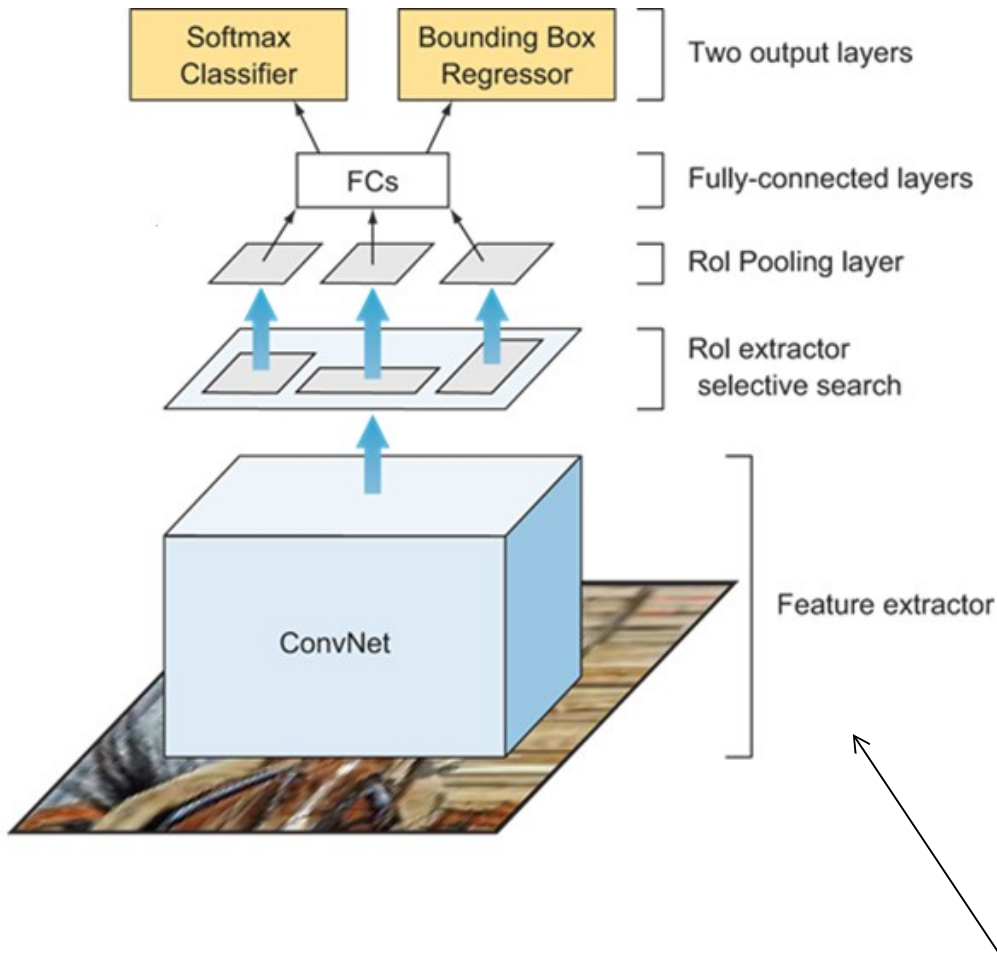 Softmax
Classifier
Bounding Box
Regressor
Two output layers
FCs
Fully-connected layers
RoI Pooling layer
RoI extractor
selective search
ConvNet
Feature extractor